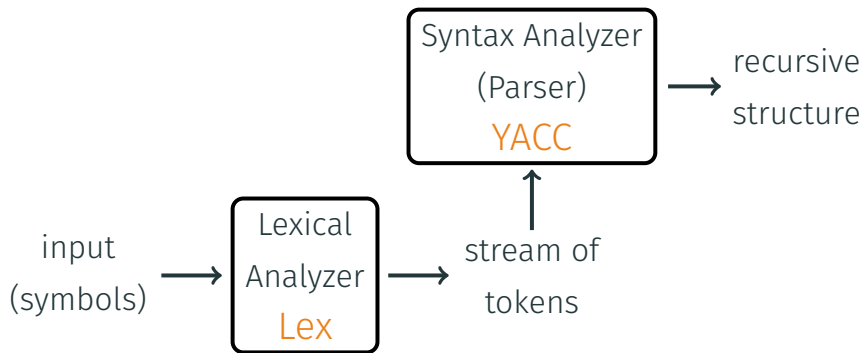 Syntax Analyzer
(Parser)
YACC
recursive
structure
input
(symbols)
Lexical
Analyzer
Lex
stream of
tokens